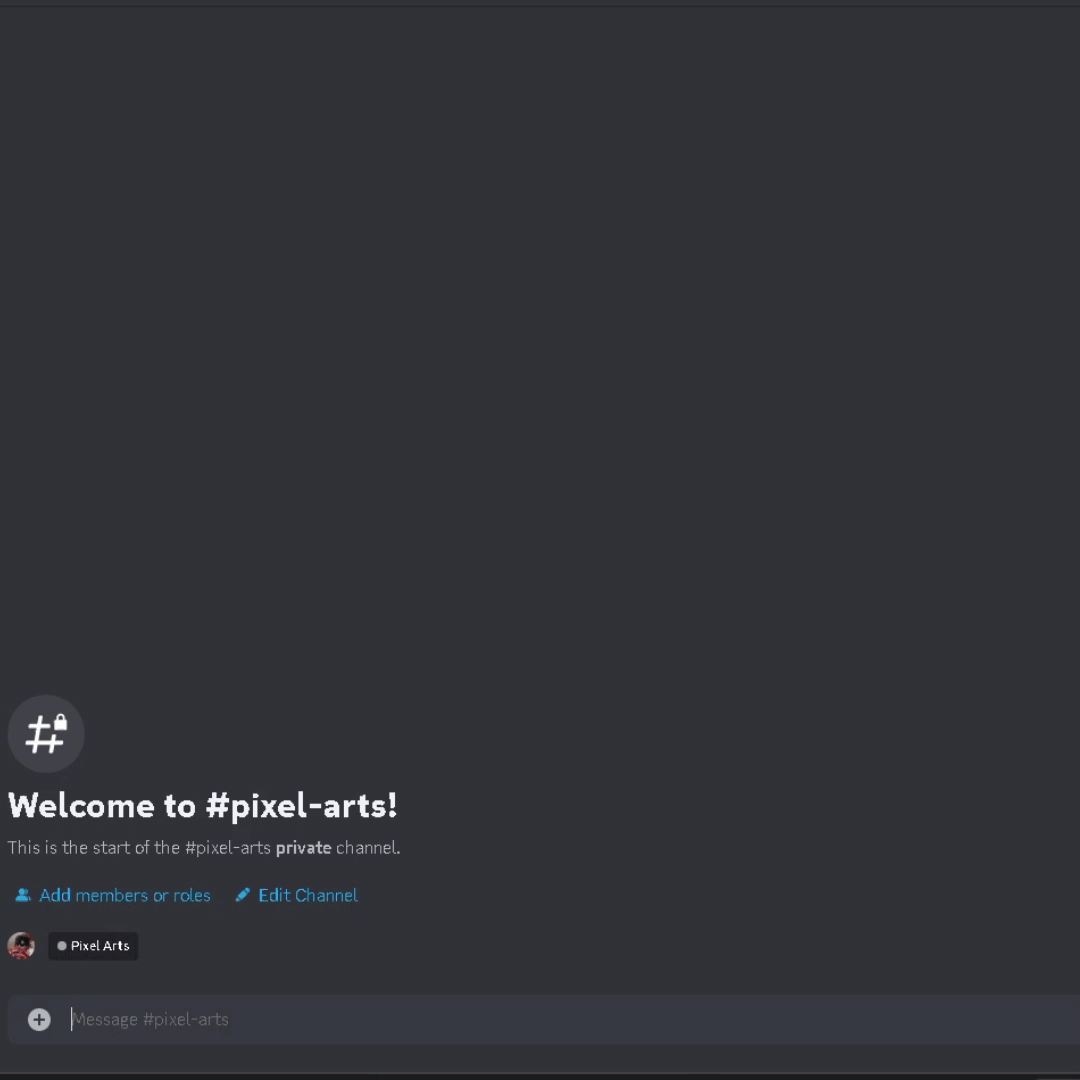 Welcome to #pixel-arts!
This is the start of the #pixel-arts private channel.
Add members or roles Edit Channel
Pixel Arts
Message #pixel-arts